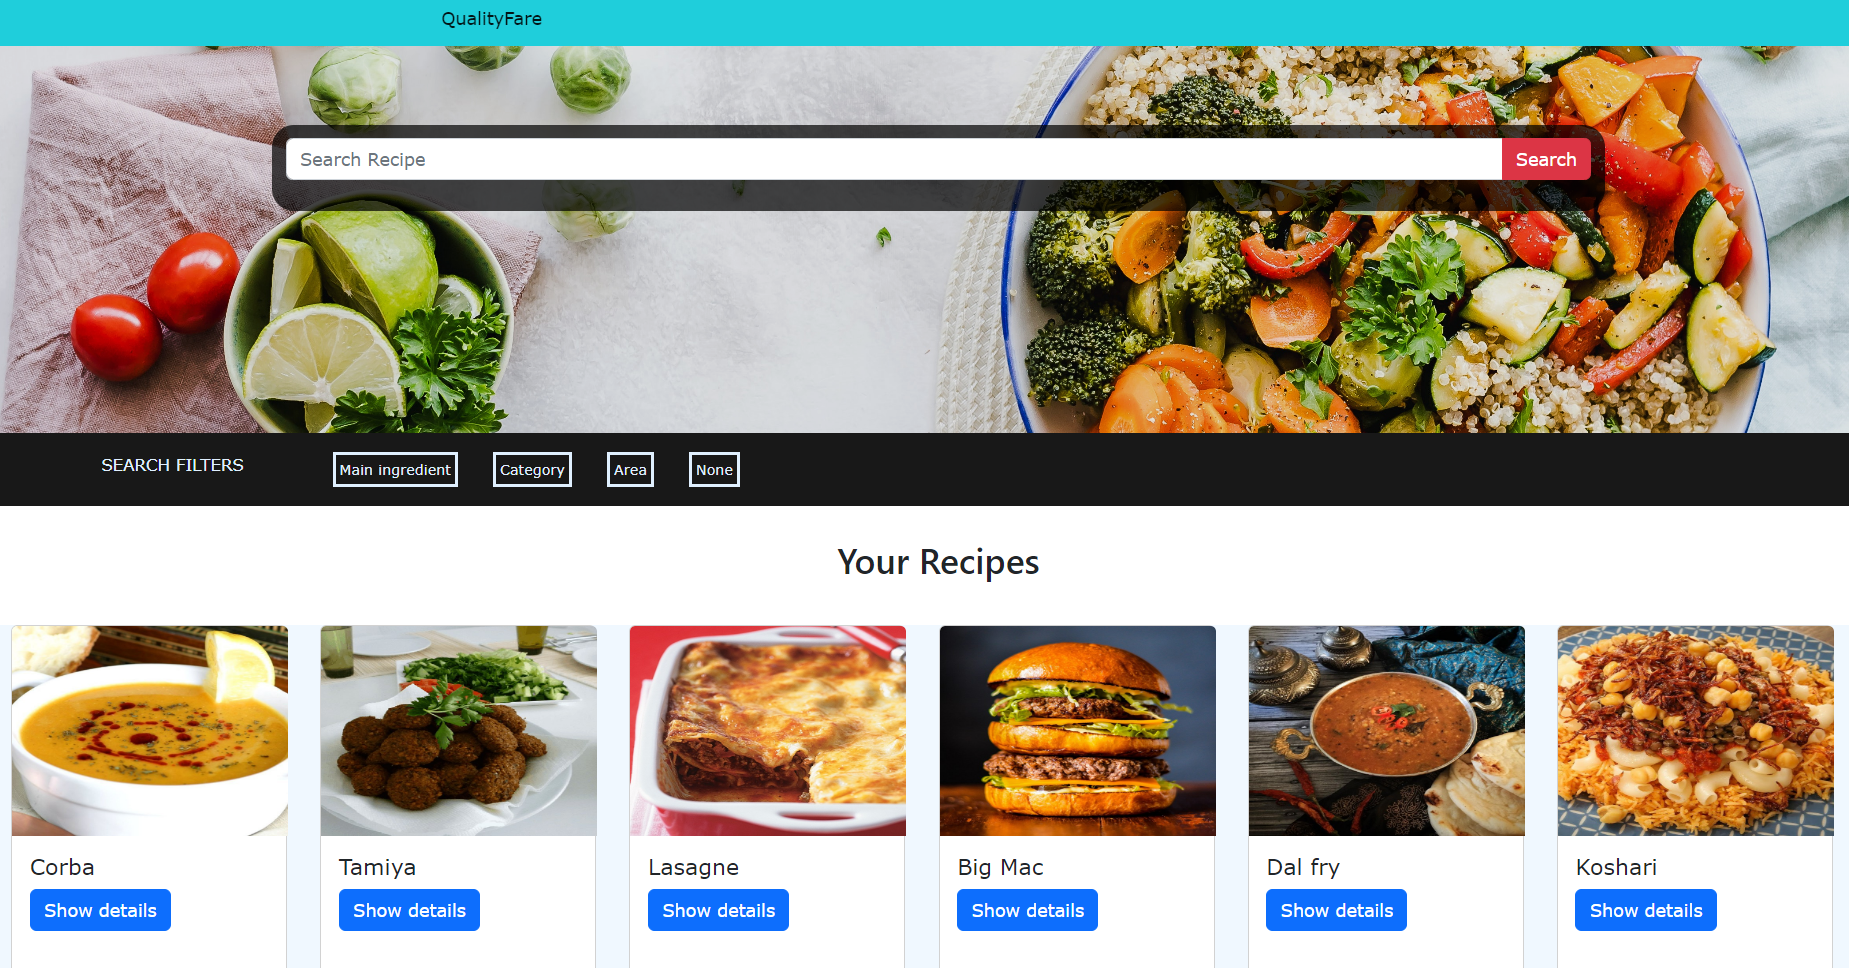 QualityFare
Search Recipe
Search
SEARCH FILTERS
Main ingredient
Category
Area
None
Your Recipes
Corba
Tamiya
Lasagne
Big Mac
Dal fry
Koshari
Show details
Show details
Show details
Show details
Show details
Show details